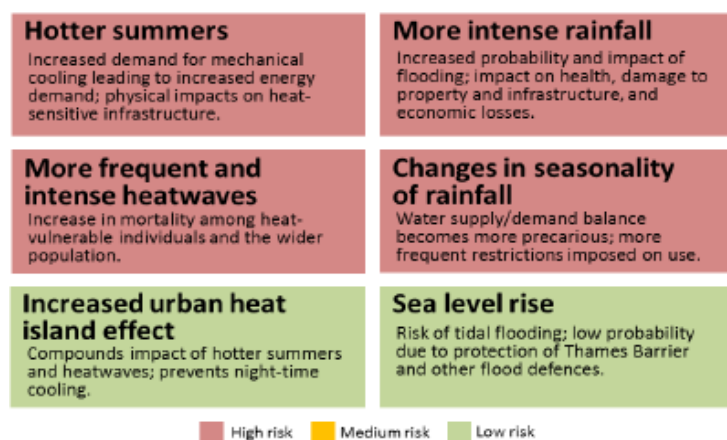 Hotter summers
Increased demand for mechanical
cooling leading to increased energy
demand; physical impacts on heat-
sensitive infrastructure.
More intense rainfall
Increased probability and impact of
flooding; impact on health, damage to
property and infrastructure, and
economic losses.
More frequent and
intense heatwaves
Increase in mortality among heat-
vulnerable individuals and the wider
population.
Changes in seasonality
of rainfall
Water supply/demand balance
becomes more precarious; more
frequent restrictions imposed on use.
Increased urban heat
island effect
Compounds impact of hotter summers
and heatwaves; prevents night-time
cooling.
Sea level rise
Risk of tidal flooding; low probability
due to protection of Thames Barrier
and other flood defences.
High risk
Medium risk
Low risk